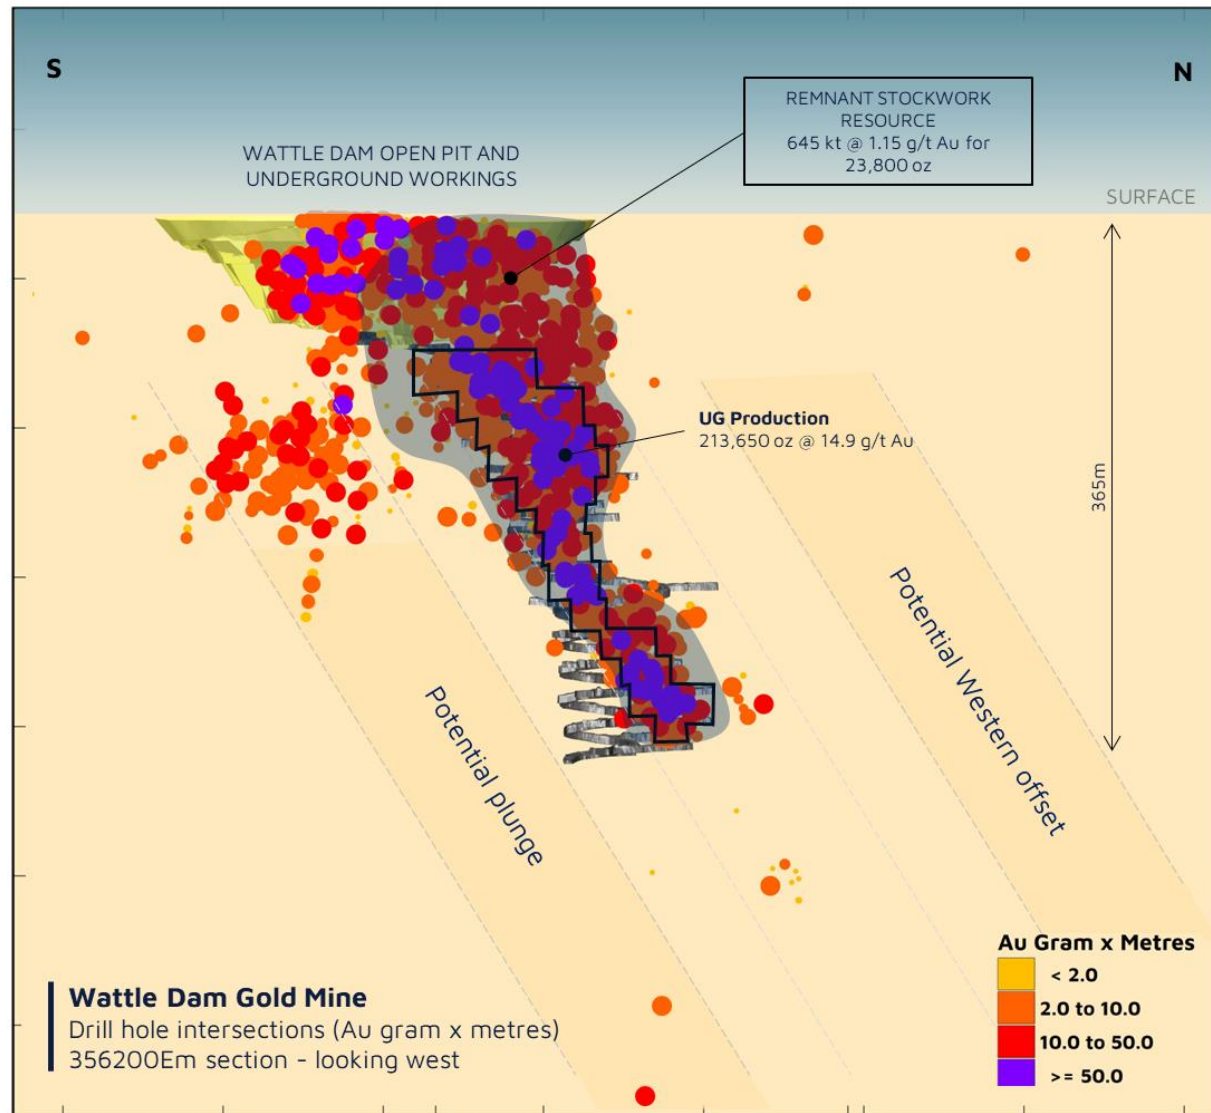 S
N
REMNANT STOCKWORK
RESOURCE
645 kt @ 1.15 g/t Au for
23,800 oz
WATTLE DAM OPEN PIT AND
UNDERGROUND WORKINGS
SURFACE
UG Production
213,650 oz @ 14.9 g/t Au
365m
Potential Western offset
Potential plunge
Au Gram x Metres
< 2.0
2.0 to 10.0
10.0 to 50.0
>= 50.0
Wattle Dam Gold Mine
Drill hole intersections (Au gram x metres)
356200Em section - looking west